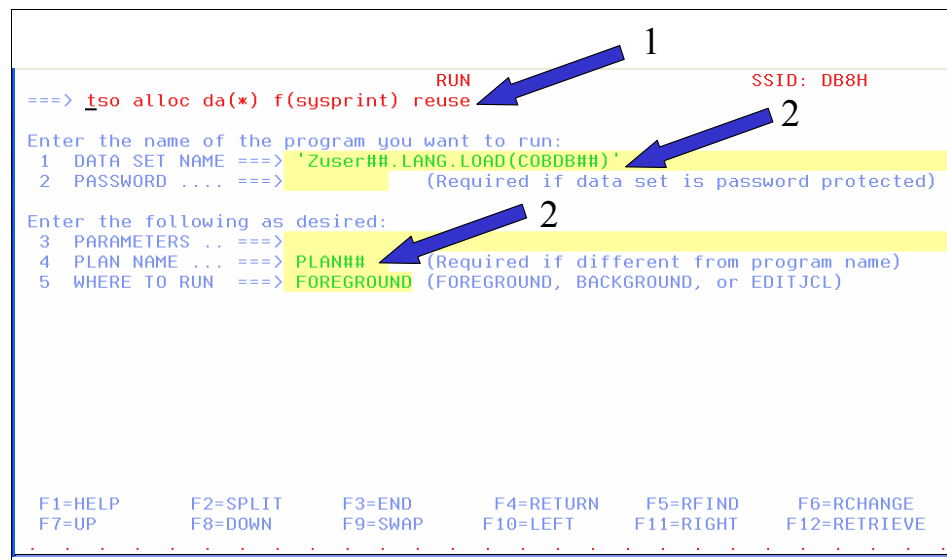 1
RUN SSID: DB8H
===> tso alloc da(*) f(sysprint) reuse
2
Enter the name of the program you want to run:
1 DATA SET NAME ===> 'Zuser##.LANG.LOAD(COBDB##)'
2 PASSWORD .... ===> (Required if data set is password protected)
2
Enter the following as desired:
3 PARAMETERS .. ===>
4 PLAN NAME ... ===> PLAN## (Required if different from program name)
5 WHERE TO RUN ===> FOREGROUND (FOREGROUND, BACKGROUND, or EDITJCL)
F1=HELP F2=SPLIT F3=END F4=RETURN F5=RFIND F6=RCHANGE
F7=UP F8=DOWN F9=SWAP F10=LEFT F11=RIGHT F12=RETRIEVE